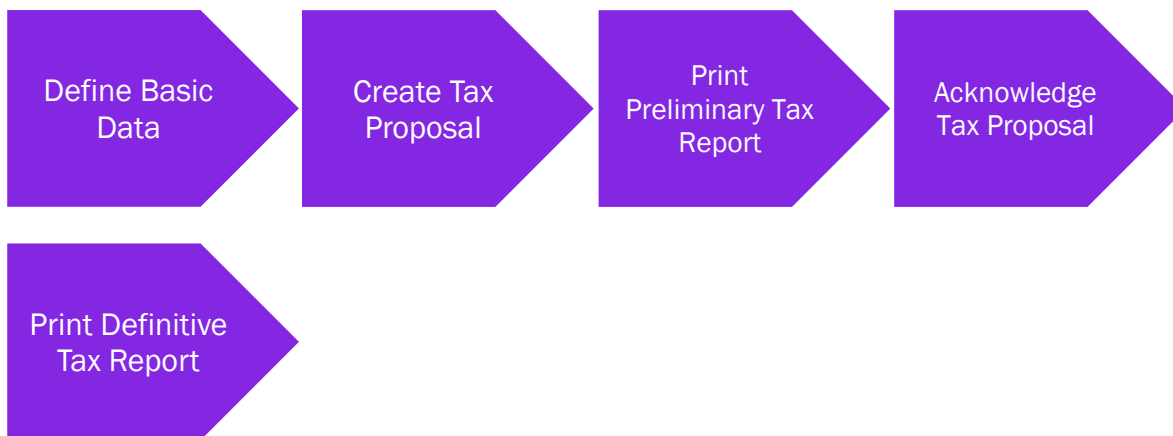 Define Basic
Data
Create Tax
Proposal
Print
Preliminary Tax
Report
Acknowledge
Tax Proposal
Print Definitive
Tax Report